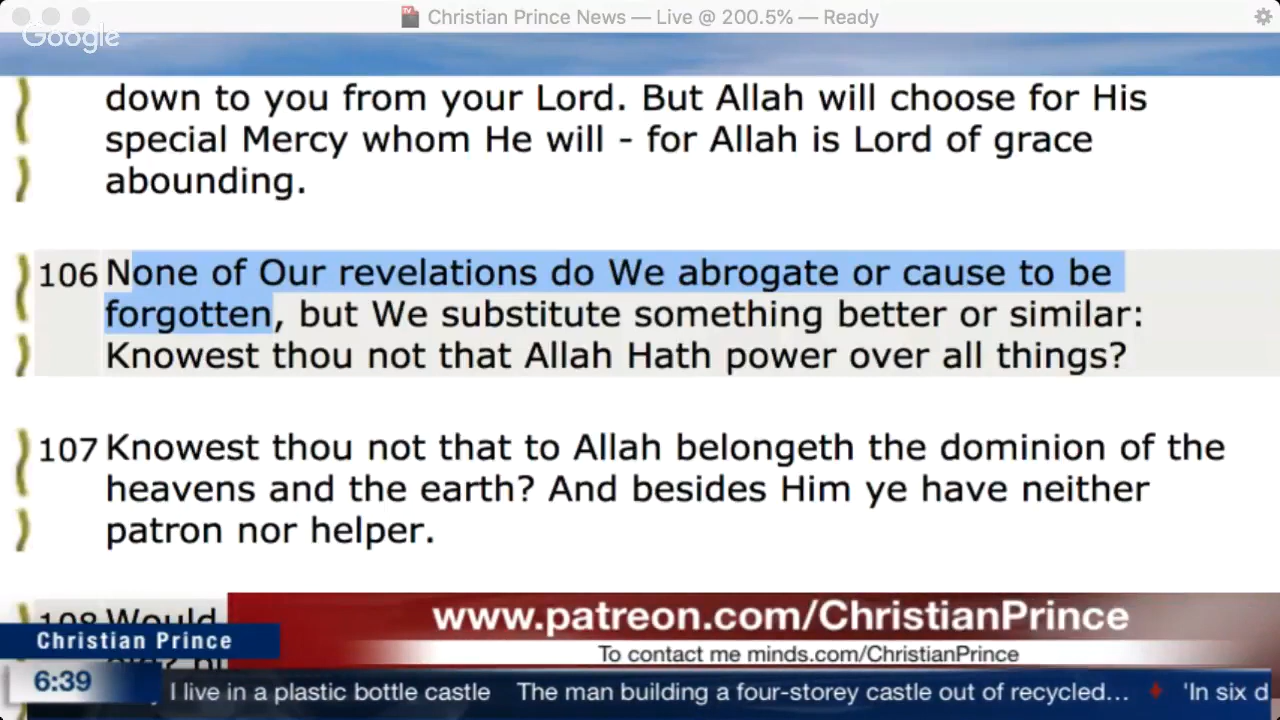 Christian Prince News — Live @ 200.5% — Ready
Google
down to you from your Lord. But Allah will choose for His
special Mercy whom He will - for Allah is Lord of grace
abounding.
106 None of Our revelations do We abrogate or cause to be
forgotten, but We substitute something better or similar:
Knowest thou not that Allah Hath power over all things?
107 Knowest thou not that to Allah belongeth the dominion of the
heavens and the earth? And besides Him ye have neither
patron nor helper.
108 Would
www.patreon.com/ChristianPrince
Christian Prince
To contact me minds.com/ChristianPrince
6:39
I live in a plastic bottle castle The man building a four-storey castle out of recycled... 'In six d